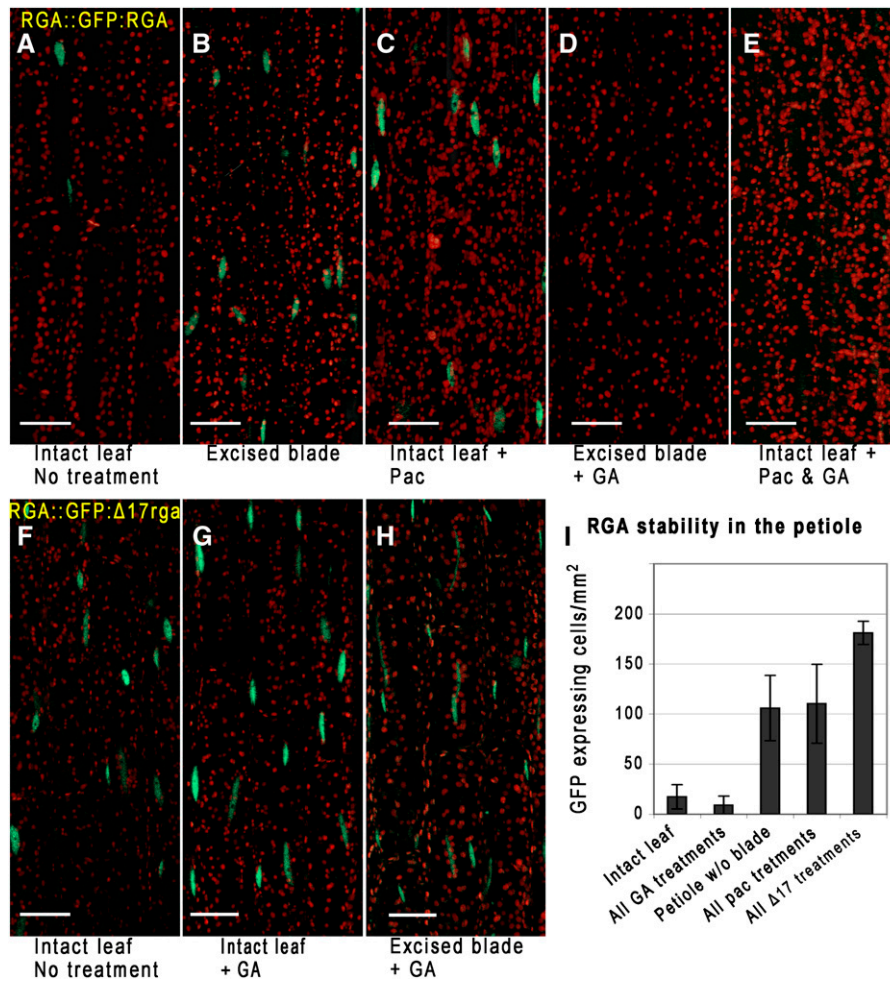 RGA::GFP:RGA
A
B
C
D
E
Intact leaf
No treatment
Excised blade
Intact leaf +
Pac
Excised blade
+ GA
Intact leaf +
Pac & GA
RGA::GFP:Δ17rga
F
G
H
Intact leaf
No treatment
Intact leaf
+ GA
Excised blade
+ GA
I RGA stability in the petiole
GFP expressing cells/mm²
200
150
100
50
0
Intact leaf
All GA treatments
Petiole w/o blade
All pac tretments
All Δ17 treatments